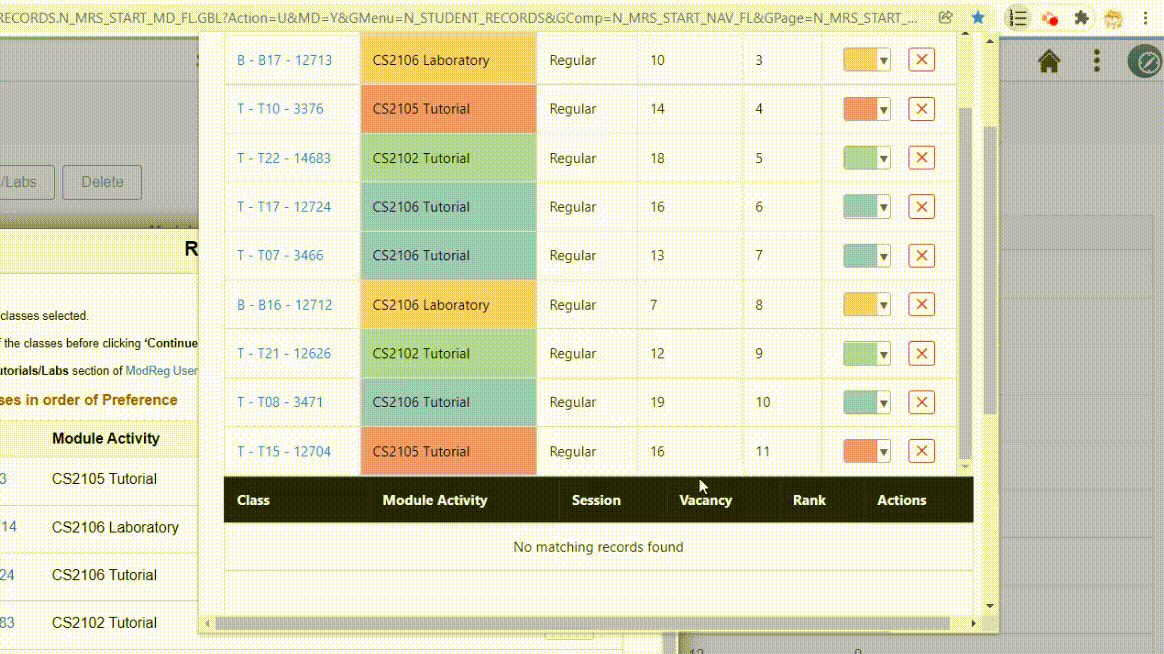 RECORDS.N_MRS_START_MD_FL.GBL?Action=U&MD=Y&GMenu=N_STUDENT_RECORDS&GComp=N_MRS_START_NAV_FL&GPage=N_MRS_START_...
/Labs Delete
R
classes selected.
f the classes before clicking ‘Continue
utorials/Labs section of ModReg User
ses in order of Preference
Module Activity
3 CS2105 Tutorial
14 CS2106 Laboratory
24 CS2106 Tutorial
83 CS2102 Tutorial
B - B17 - 12713 CS2106 Laboratory Regular 10 3
T - T10 - 3376 CS2105 Tutorial Regular 14 4
T - T22 - 14683 CS2102 Tutorial Regular 18 5
T - T17 - 12724 CS2106 Tutorial Regular 16 6
T - T07 - 3466 CS2106 Tutorial Regular 13 7
B - B16 - 12712 CS2106 Laboratory Regular 7 8
T - T21 - 12626 CS2102 Tutorial Regular 12 9
T - T08 - 3471 CS2106 Tutorial Regular 19 10
T - T15 - 12704 CS2105 Tutorial Regular 16 11
Class Module Activity Session Vacancy Rank Actions
No matching records found